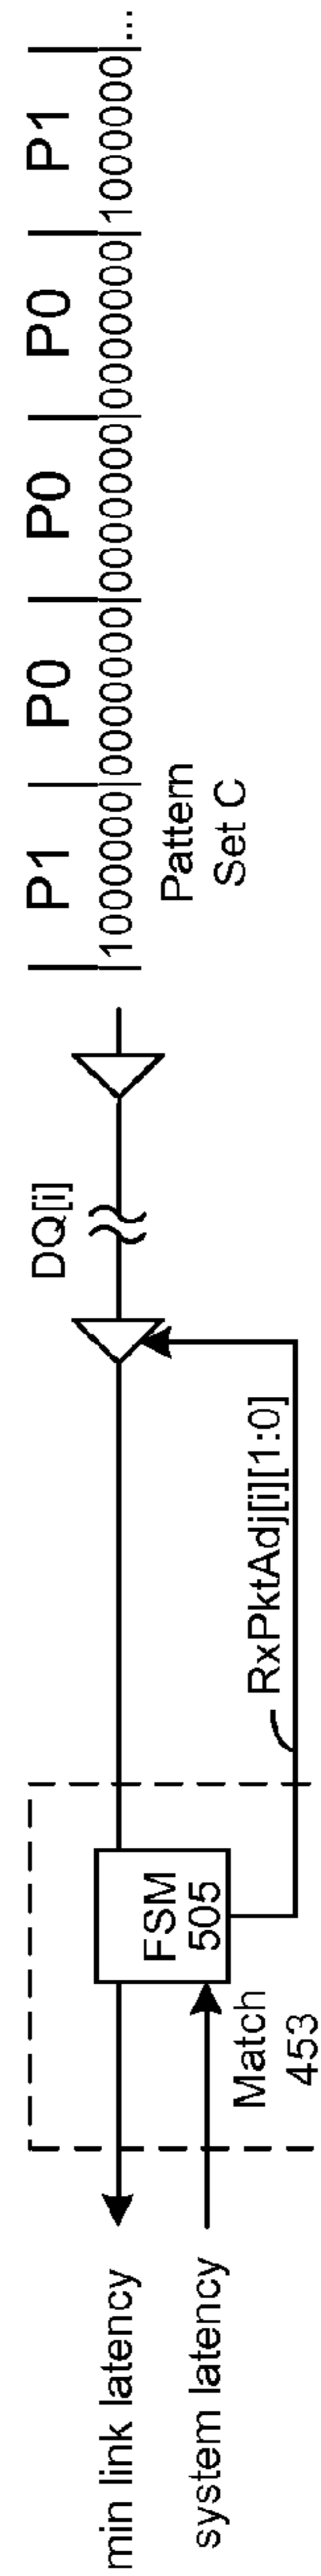 P1 | P0 | P0 | P0 | P1 |
|1000000|0000000|0000000|0000000|1000000|...
Pattern
Set C
DQ[i]
RxPktAdj[i][1:0]
FSM
505
Match
453
min link latency
system latency